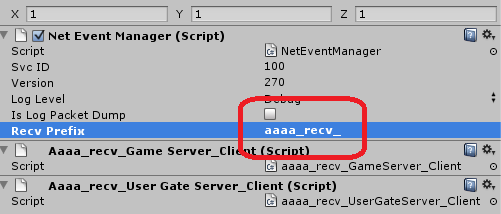 X 1 Y 1 Z 1
Net Event Manager (Script)
Script NetEventManager
Svc ID 100
Version 270
Log Level Debug
Is Log Packet Dump
Recv Prefix aaaa_recv_
Aaaa_recv_Game Server_Client (Script)
Script aaaa_recv_GameServer_Client
Aaaa_recv_User Gate Server_Client (Script)
Script aaaa_recv_UserGateServer_Client